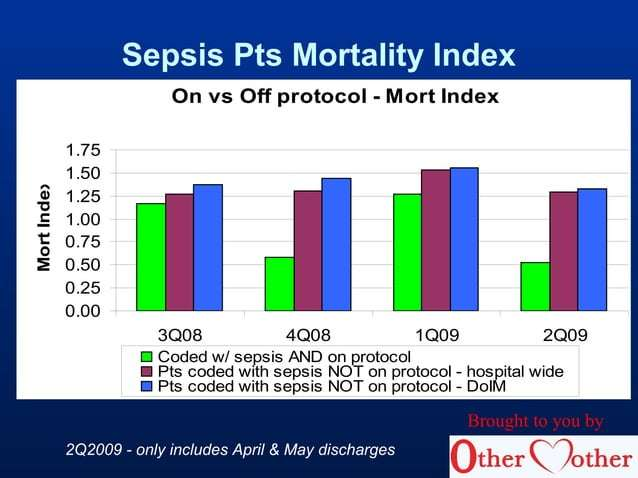 Sepsis Pts Mortality Index
On vs Off protocol - Mort Index
Mort Index
1.75
1.50
1.25
1.00
0.75
0.50
0.25
0.00
3Q08 4Q08 1Q09 2Q09
Coded w/ sepsis AND on protocol
Pts coded with sepsis NOT on protocol - hospital wide
Pts coded with sepsis NOT on protocol - DoIM
Brought to you by
2Q2009 - only includes April & May discharges
Other Mother